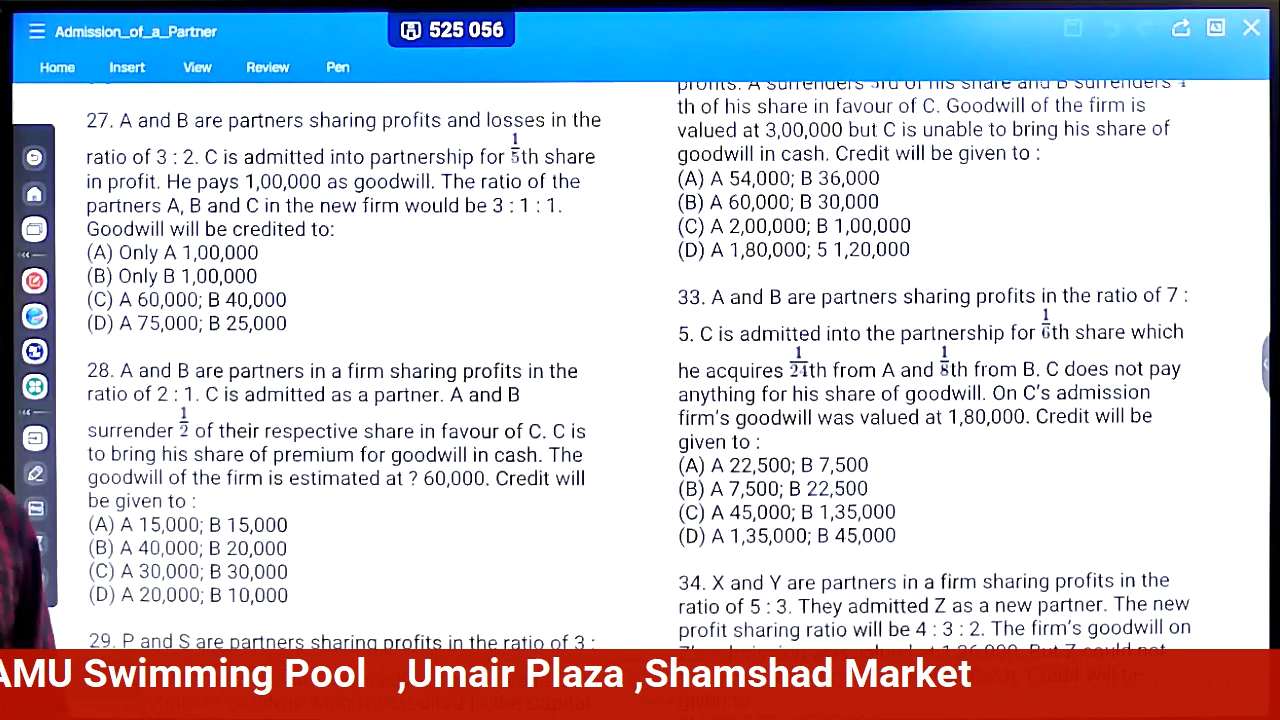 Admission_of_a_Partner
525 056
Home Insert View Review Pen
27. A and B are partners sharing profits and losses in the
ratio of 3 : 2. C is admitted into partnership for 1/5th share
in profit. He pays 1,00,000 as goodwill. The ratio of the
partners A, B and C in the new firm would be 3 : 1 : 1.
Goodwill will be credited to:
(A) Only A 1,00,000
(B) Only B 1,00,000
(C) A 60,000; B 40,000
(D) A 75,000; B 25,000
28. A and B are partners in a firm sharing profits in the
ratio of 2 : 1. C is admitted as a partner. A and B
surrender 1/2 of their respective share in favour of C. C is
to bring his share of premium for goodwill in cash. The
goodwill of the firm is estimated at ? 60,000. Credit will
be given to :
(A) A 15,000; B 15,000
(B) A 40,000; B 20,000
(C) A 30,000; B 30,000
(D) A 20,000; B 10,000
29. P and S are partners sharing profits in the ratio of 3 :
profits. A surrenders of his share and B surrenders
th of his share in favour of C. Goodwill of the firm is
valued at 3,00,000 but C is unable to bring his share of
goodwill in cash. Credit will be given to :
(A) A 54,000; B 36,000
(B) A 60,000; B 30,000
(C) A 2,00,000; B 1,00,000
(D) A 1,80,000; 5 1,20,000
33. A and B are partners sharing profits in the ratio of 7 :
5. C is admitted into the partnership for 1/6th share which
he acquires 1/24th from A and 1/8th from B. C does not pay
anything for his share of goodwill. On C's admission
firm's goodwill was valued at 1,80,000. Credit will be
given to :
(A) A 22,500; B 7,500
(B) A 7,500; B 22,500
(C) A 45,000; B 1,35,000
(D) A 1,35,000; B 45,000
34. X and Y are partners in a firm sharing profits in the
ratio of 5 : 3. They admitted Z as a new partner. The new
profit sharing ratio will be 4 : 3 : 2. The firm's goodwill on
AMU Swimming Pool ,Umair Plaza ,Shamshad Market